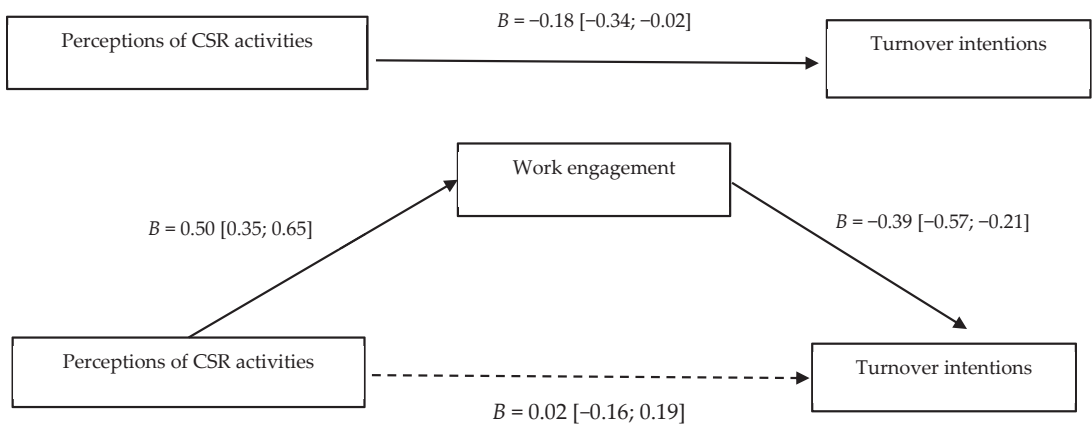 B = −0.18 [−0.34; −0.02]
Perceptions of CSR activities
Turnover intentions
Work engagement
B = 0.50 [0.35; 0.65]
B = −0.39 [−0.57; −0.21]
Perceptions of CSR activities
Turnover intentions
B = 0.02 [−0.16; 0.19]